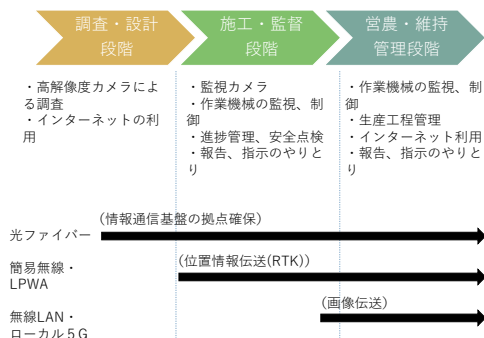 調査・設計
段階
施工・監督
段階
営農・維持
管理段階
・高解像度カメラによ
る調査
・インターネットの利
用
・監視カメラ
・作業機械の監視、制
御
・進捗管理、安全点検
・報告、指示のやりと
り
・作業機械の監視、制
御
・生産工程管理
・インターネット利用
・報告、指示のやりと
り
(情報通信基盤の拠点確保)
光ファイバー
(位置情報伝送(RTK))
簡易無線・
LPWA
(画像伝送)
無線LAN・
ローカル５G